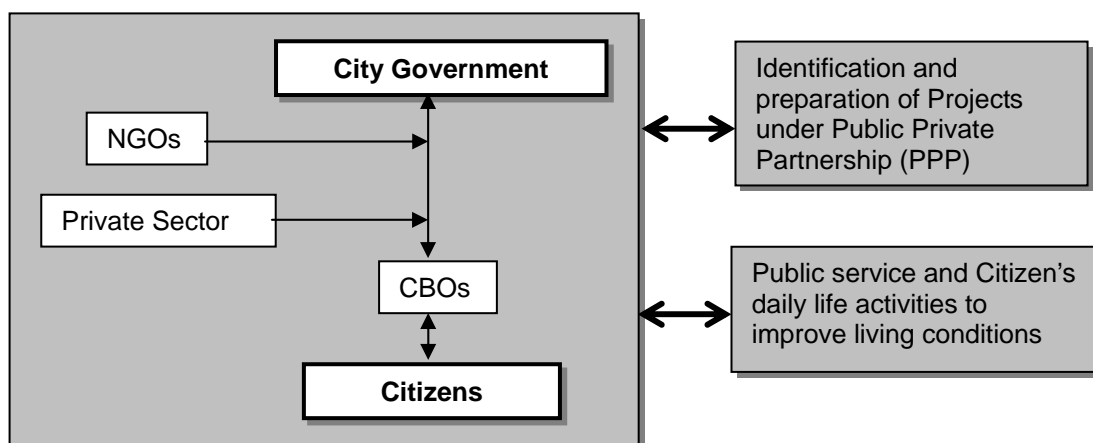 City Government
NGOs
Private Sector
CBOs
Citizens
Identification and
preparation of Projects
under Public Private
Partnership (PPP)
Public service and Citizen's
daily life activities to
improve living conditions